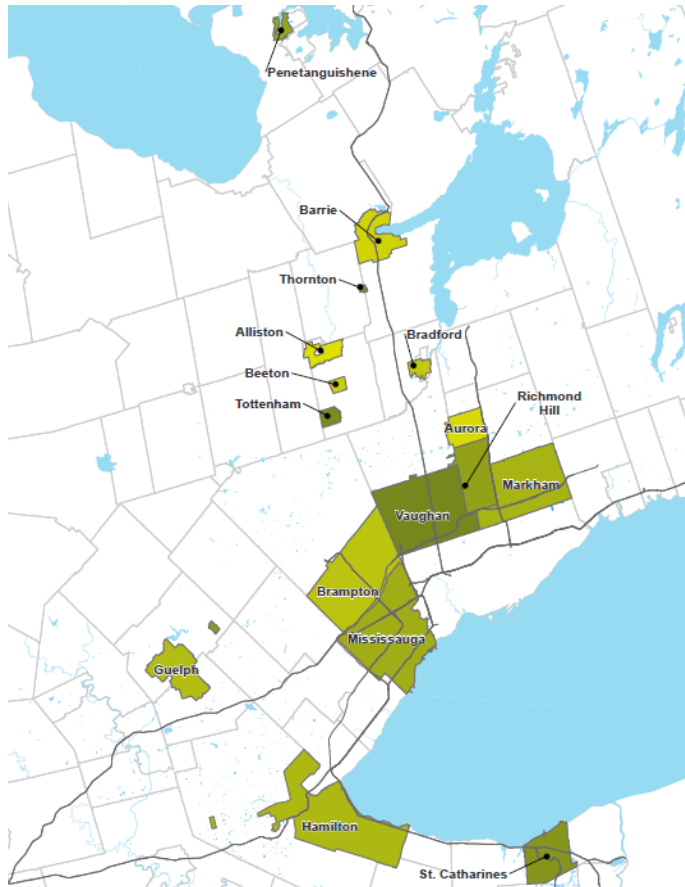 Penetanguishene
Barrie
Thornton
Alliston
Bradford
Beeton
Tottenham
Richmond
Hill
Aurora
Markham
Vaughan
Brampton
Mississauga
Guelph
Hamilton
St. Catharines